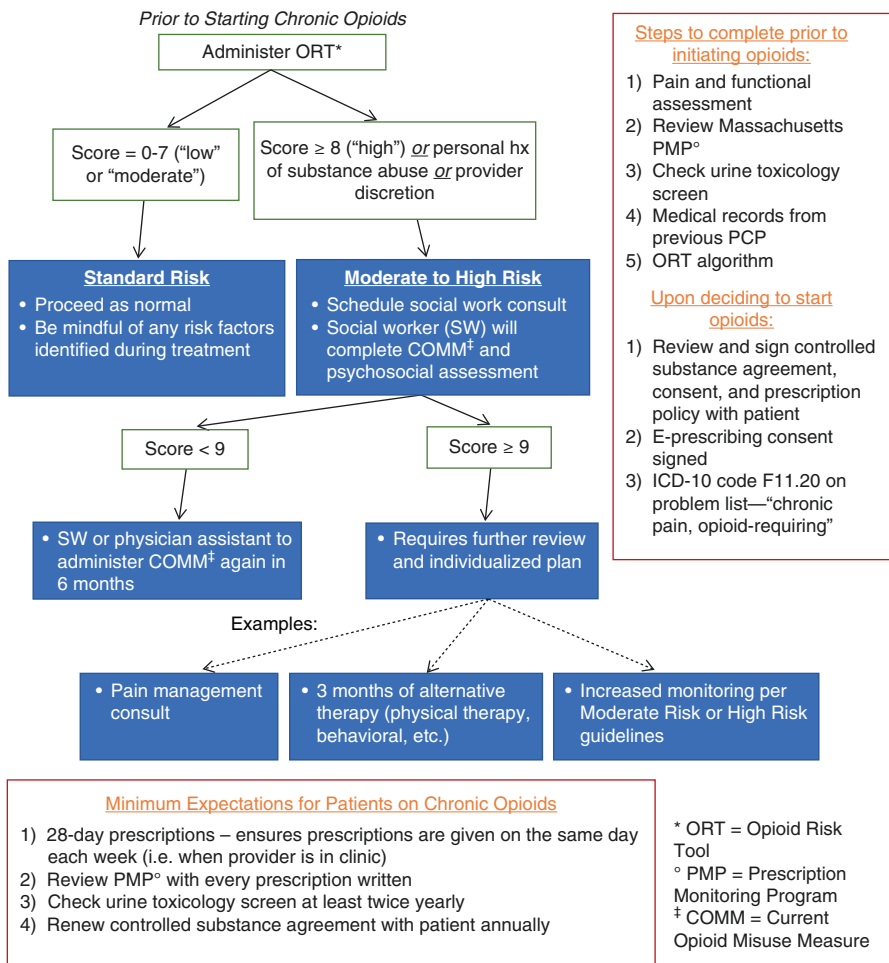 Prior to Starting Chronic Opioids
Administer ORT*
Score = 0-7 ("low"
or "moderate")
Score ≥ 8 ("high") or personal hx
of substance abuse or provider
discretion
Standard Risk
• Proceed as normal
• Be mindful of any risk factors
identified during treatment
Moderate to High Risk
• Schedule social work consult
• Social worker (SW) will
complete COMM‡ and
psychosocial assessment
Score < 9
Score ≥ 9
• SW or physician assistant to
administer COMM‡ again in
6 months
• Requires further review
and individualized plan
Examples:
• Pain management
consult
• 3 months of alternative
therapy (physical therapy,
behavioral, etc.)
• Increased monitoring per
Moderate Risk or High Risk
guidelines
Steps to complete prior to
initiating opioids:
1) Pain and functional
assessment
2) Review Massachusetts
PMP°
3) Check urine toxicology
screen
4) Medical records from
previous PCP
5) ORT algorithm
Upon deciding to start
opioids:
1) Review and sign controlled
substance agreement,
consent, and prescription
policy with patient
2) E-prescribing consent
signed
3) ICD-10 code F11.20 on
problem list—"chronic
pain, opioid-requiring"
Minimum Expectations for Patients on Chronic Opioids
1) 28-day prescriptions – ensures prescriptions are given on the same day
each week (i.e. when provider is in clinic)
2) Review PMP° with every prescription written
3) Check urine toxicology screen at least twice yearly
4) Renew controlled substance agreement with patient annually
* ORT = Opioid Risk
Tool
° PMP = Prescription
Monitoring Program
‡ COMM = Current
Opioid Misuse Measure